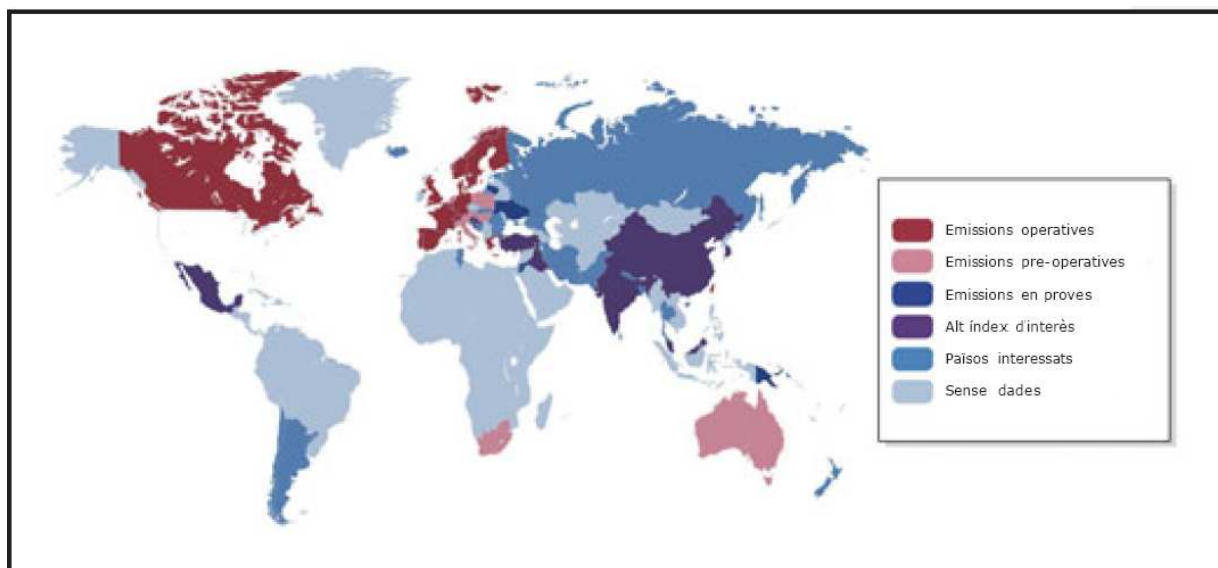 Emissions operatives
Emissions pre-operatives
Emissions en proves
Alt índex d'interès
Països interessats
Sense dades